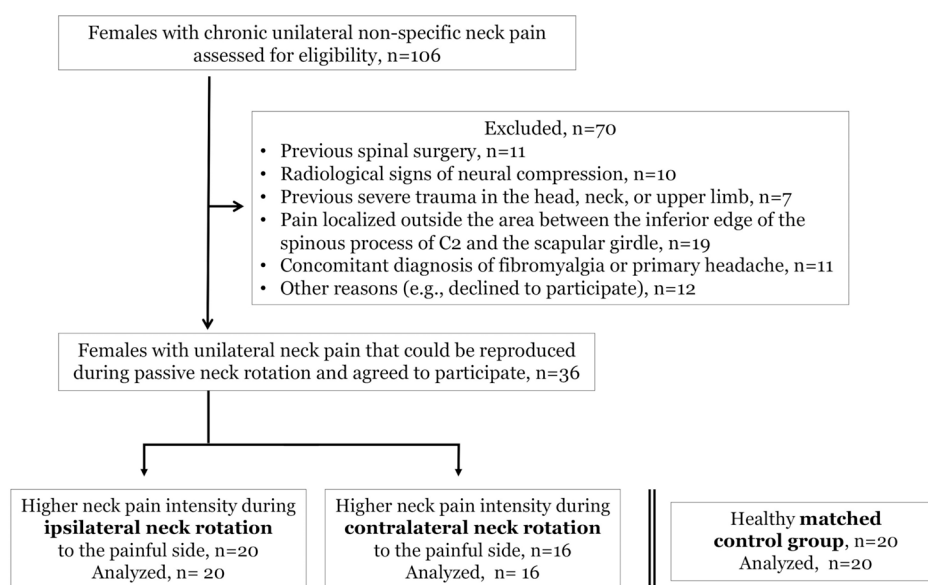 Females with chronic unilateral non-specific neck pain
assessed for eligibility, n=106
Excluded, n=70
• Previous spinal surgery, n=11
• Radiological signs of neural compression, n=10
• Previous severe trauma in the head, neck, or upper limb, n=7
• Pain localized outside the area between the inferior edge of the
spinous process of C2 and the scapular girdle, n=19
• Concomitant diagnosis of fibromyalgia or primary headache, n=11
• Other reasons (e.g., declined to participate), n=12
Females with unilateral neck pain that could be reproduced
during passive neck rotation and agreed to participate, n=36
Higher neck pain intensity during
ipsilateral neck rotation
to the painful side, n=20
Analyzed, n= 20
Higher neck pain intensity during
contralateral neck rotation
to the painful side, n=16
Analyzed, n= 16
Healthy matched
control group, n=20
Analyzed, n=20